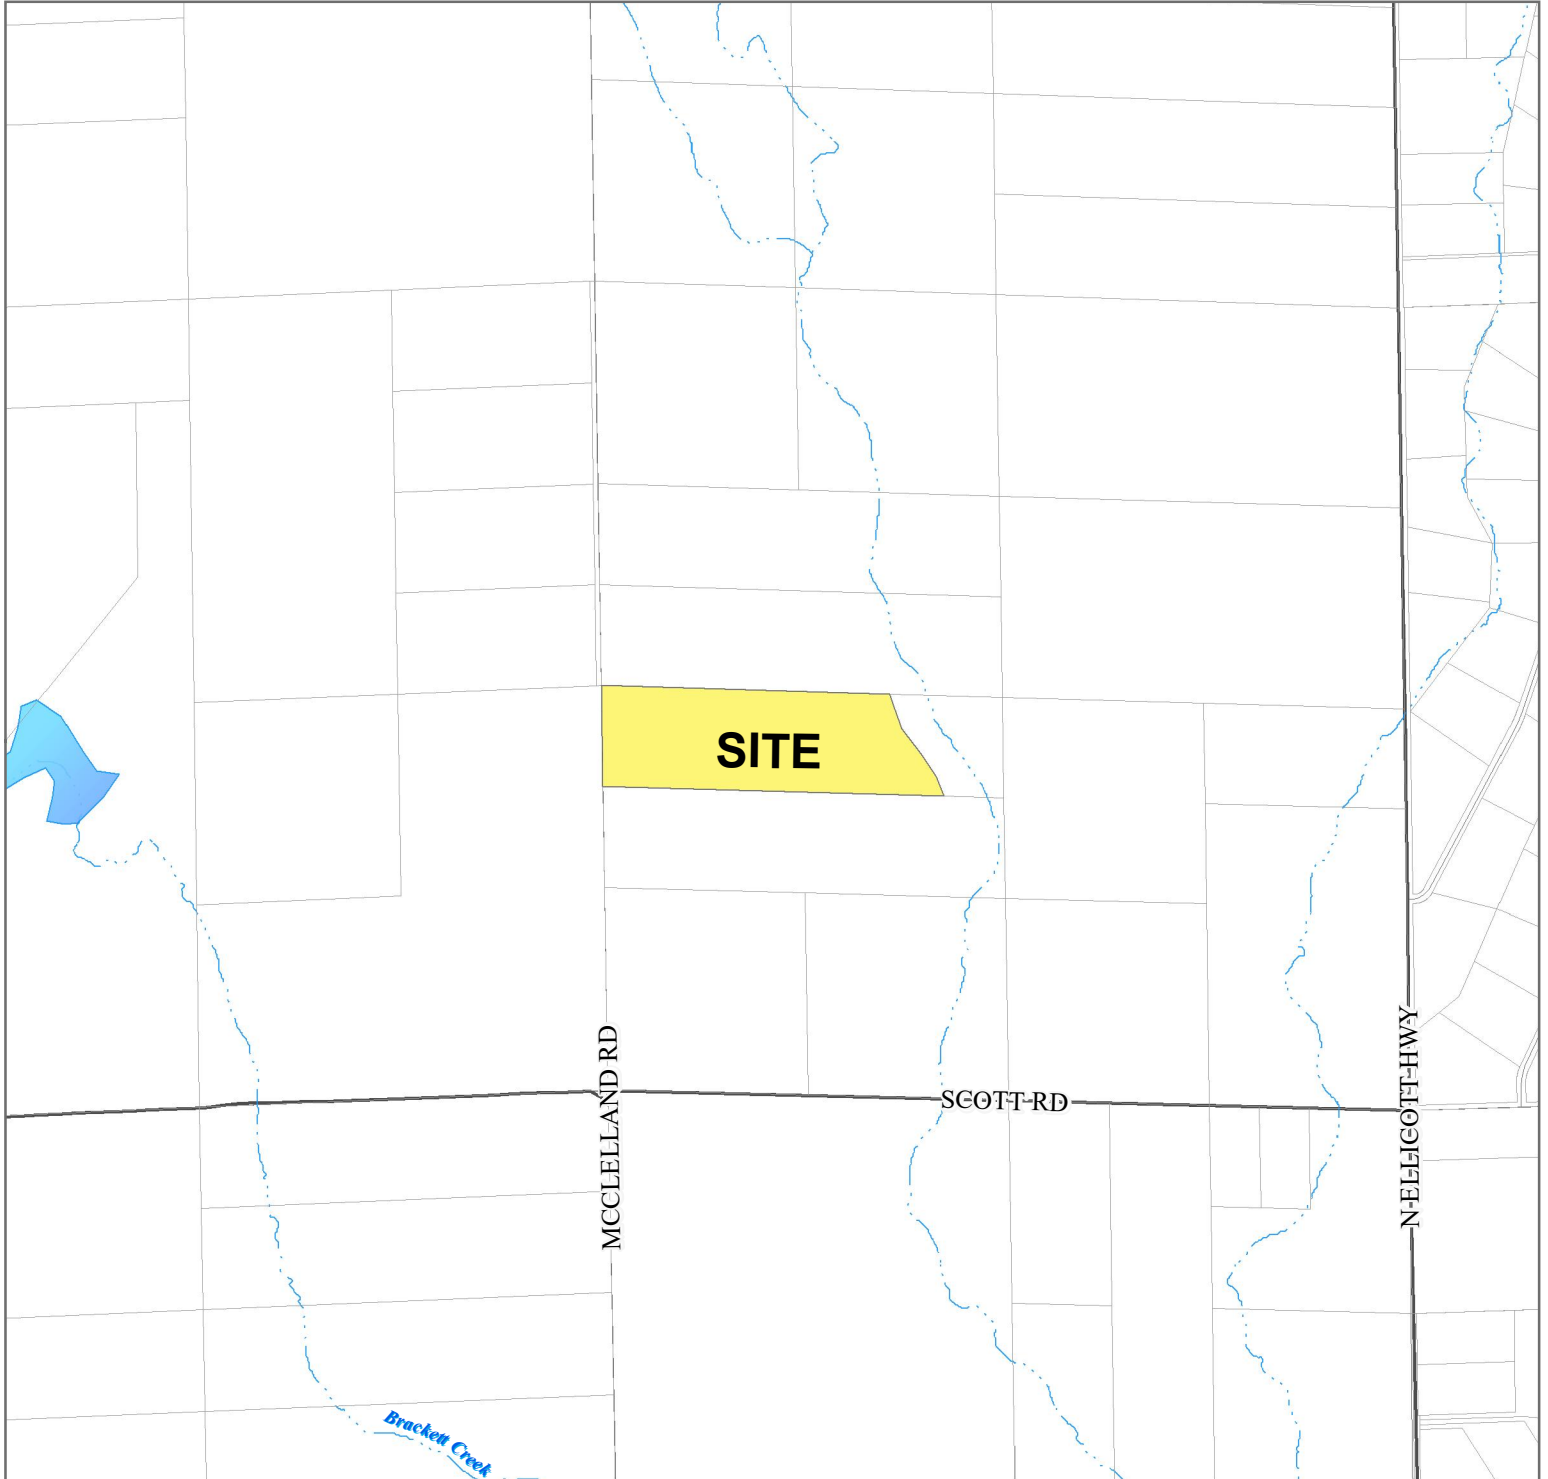 SITE
MCCLELLAND RD
SCOTT RD
N ELLICOTT HWY
Brackett Creek